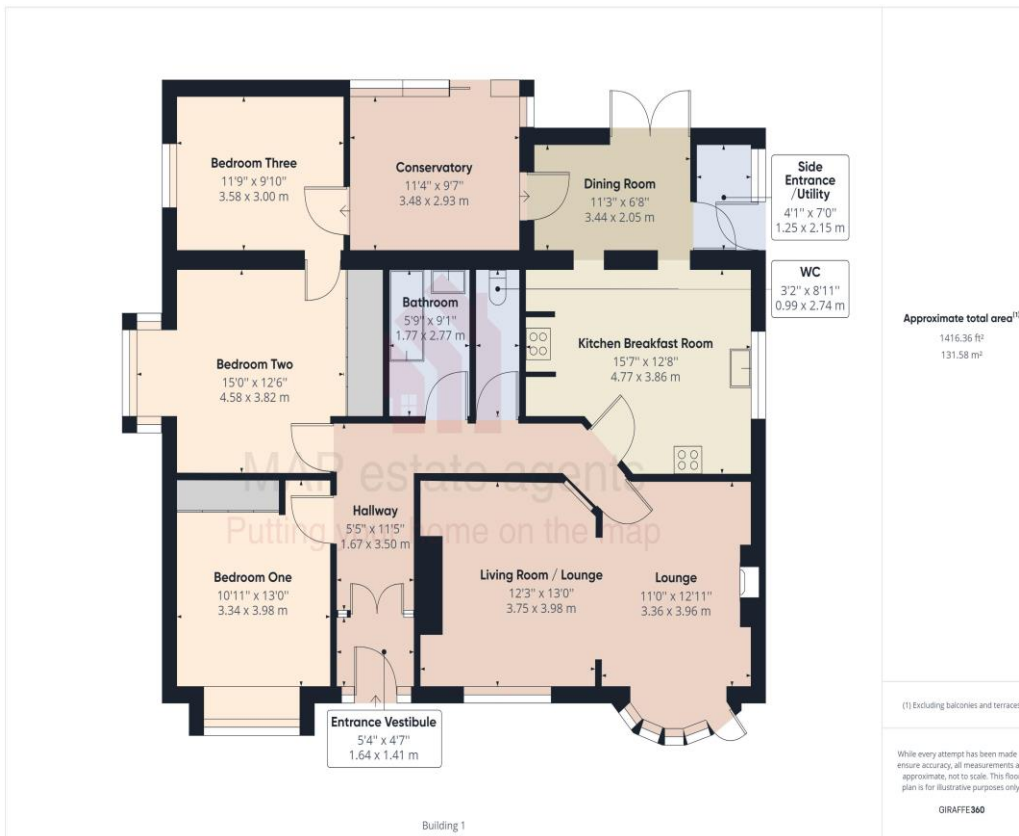 Bedroom Three
11'9" x 9'10"
3.58 x 3.00 m
Conservatory
11'4" x 9'7"
3.48 x 2.93 m
Dining Room
11'3" x 6'8"
3.44 x 2.05 m
Side
Entrance
/Utility
4'1" x 7'0"
1.25 x 2.15 m
WC
3'2" x 8'11"
0.99 x 2.74 m
Bathroom
5'9" x 9'1"
1.77 x 2.77 m
Kitchen Breakfast Room
15'7" x 12'8"
4.77 x 3.86 m
Bedroom Two
15'0" x 12'6"
4.58 x 3.82 m
MAP estate agents
Putting your home on the map
Hallway
5'5" x 11'5"
1.67 x 3.50 m
Bedroom One
10'11" x 13'0"
3.34 x 3.98 m
Living Room / Lounge
12'3" x 13'0"
3.75 x 3.98 m
Lounge
11'0" x 12'11"
3.36 x 3.96 m
Entrance Vestibule
5'4" x 4'7"
1.64 x 1.41 m
Building 1
Approximate total area(1)
1416.36 ft²
131.58 m²
(1) Excluding balconies and terraces
While every attempt has been made
ensure accuracy, all measurements a
approximate, not to scale. This floo
plan is for illustrative purposes only
GIRAFFE360